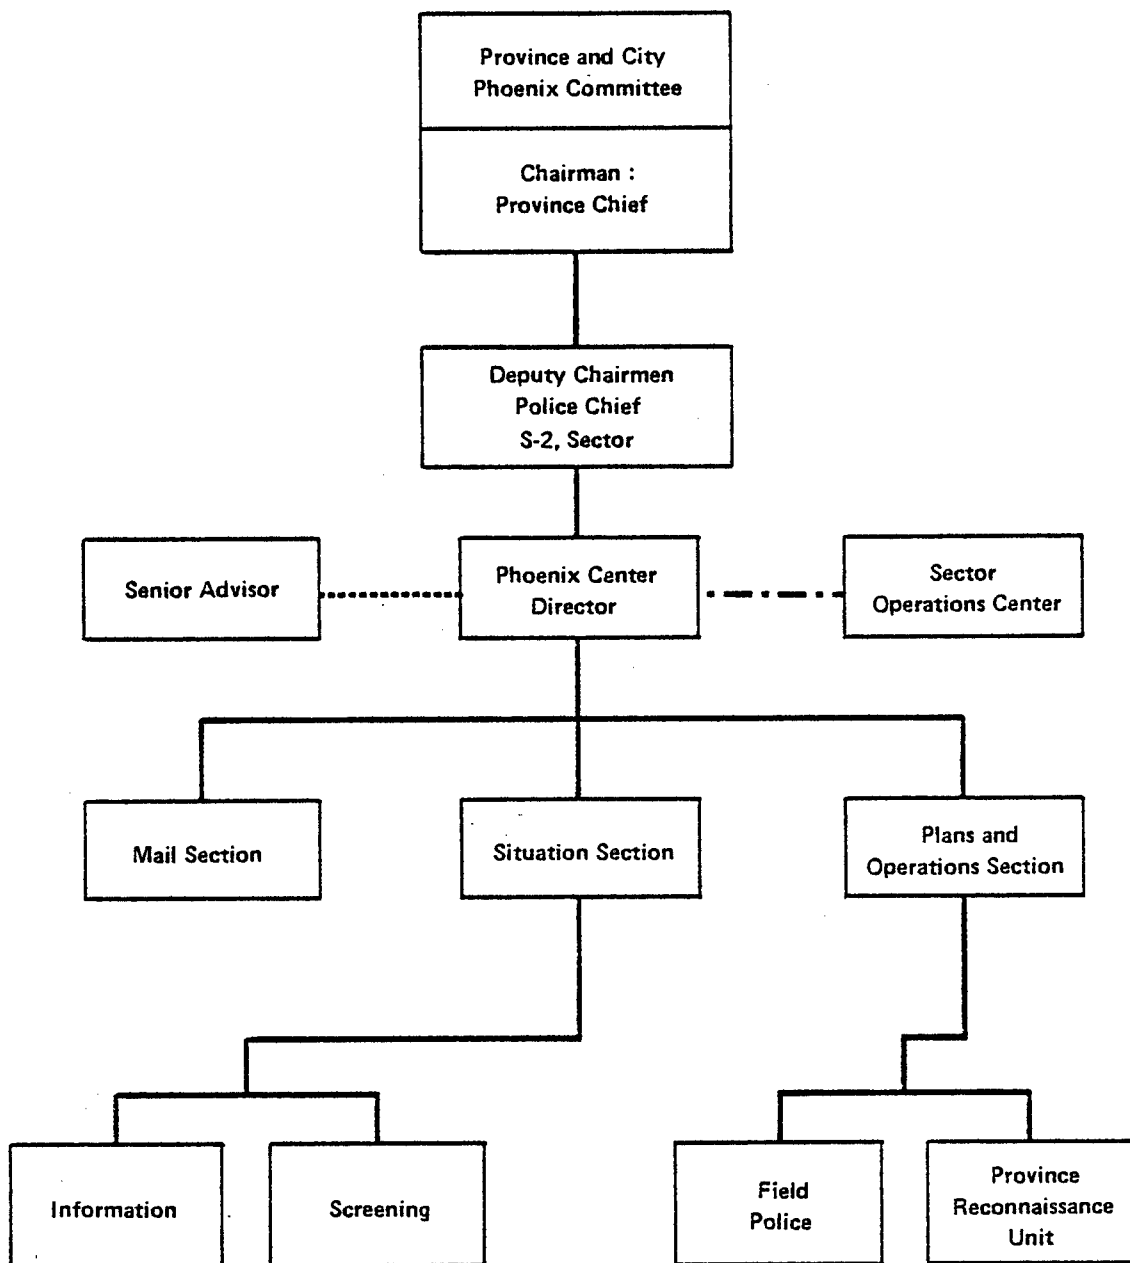 Province and City
Phoenix Committee
Chairman :
Province Chief
Deputy Chairmen
Police Chief
S-2, Sector
Senior Advisor
Phoenix Center
Director
Sector
Operations Center
Mail Section
Situation Section
Plans and
Operations Section
Information
Screening
Field
Police
Province
Reconnaissance
Unit